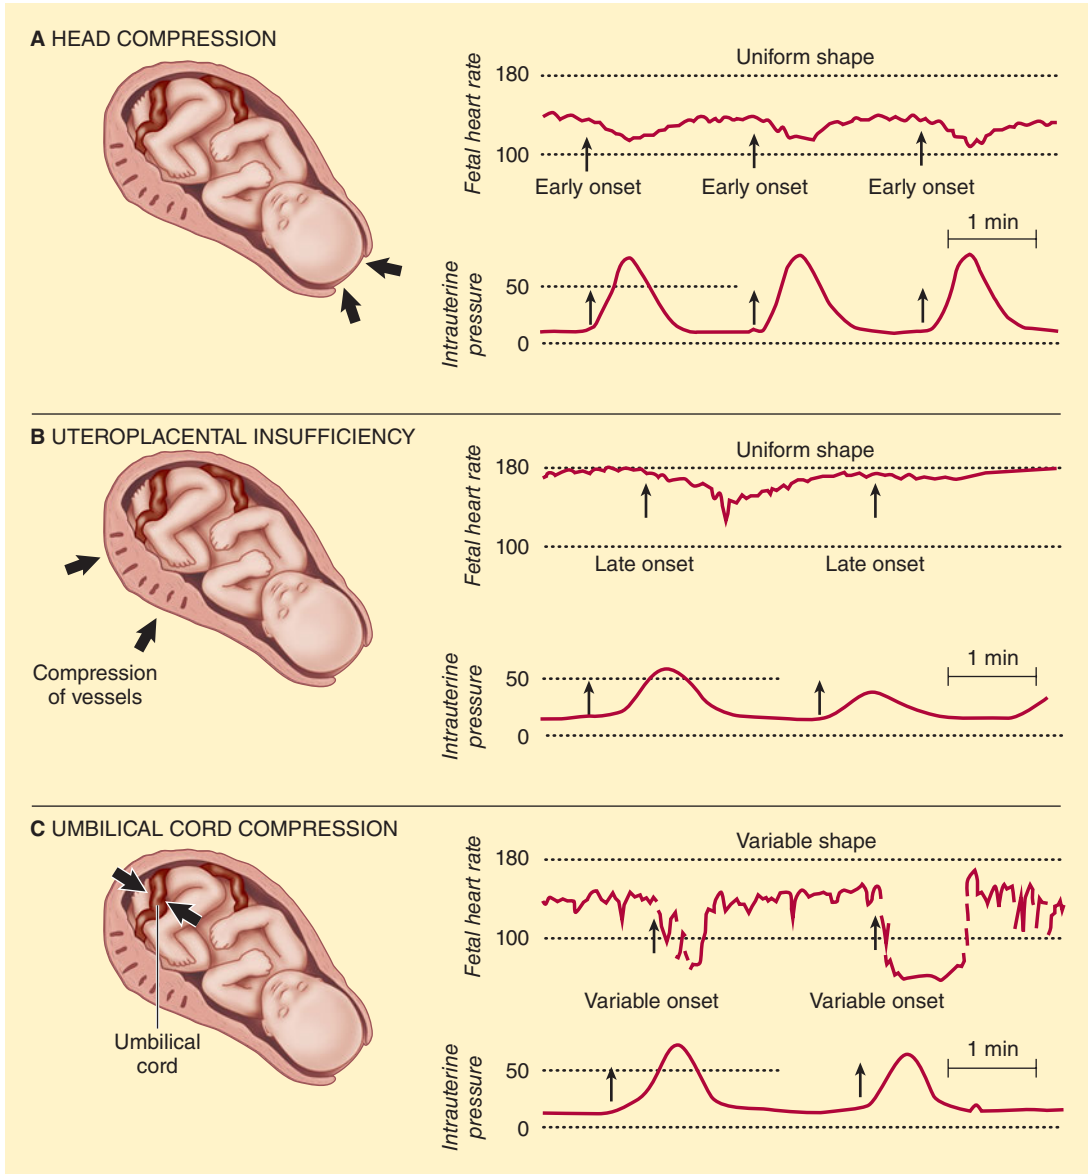 A HEAD COMPRESSION
Uniform shape
Fetal heart rate
180
100
Early onset
Early onset
Early onset
1 min
Intrauterine
pressure
50
0
B UTEROPLACENTAL INSUFFICIENCY
Uniform shape
Fetal heart rate
180
100
Late onset
Late onset
Compression
of vessels
1 min
Intrauterine
pressure
50
0
C UMBILICAL CORD COMPRESSION
Variable shape
Fetal heart rate
180
100
Variable onset
Variable onset
Umbilical
cord
1 min
Intrauterine
pressure
50
0